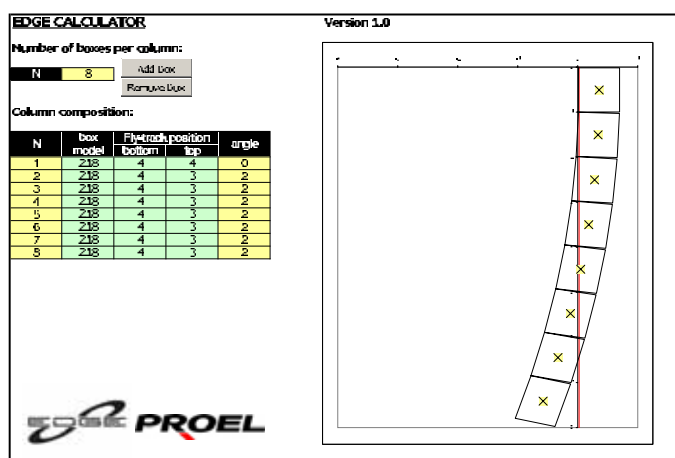 EDGE CALCULATOR
Version 1.0
Number of boxes per column:
N 8
Add Box
Remove Box
Column composition:
N box model Fly-track position bottom top angle
1 218 4 4 0
2 218 4 3 2
3 218 4 3 2
4 218 4 3 2
5 218 4 3 2
6 218 4 3 2
7 218 4 3 2
8 218 4 3 2
EDGE PROEL